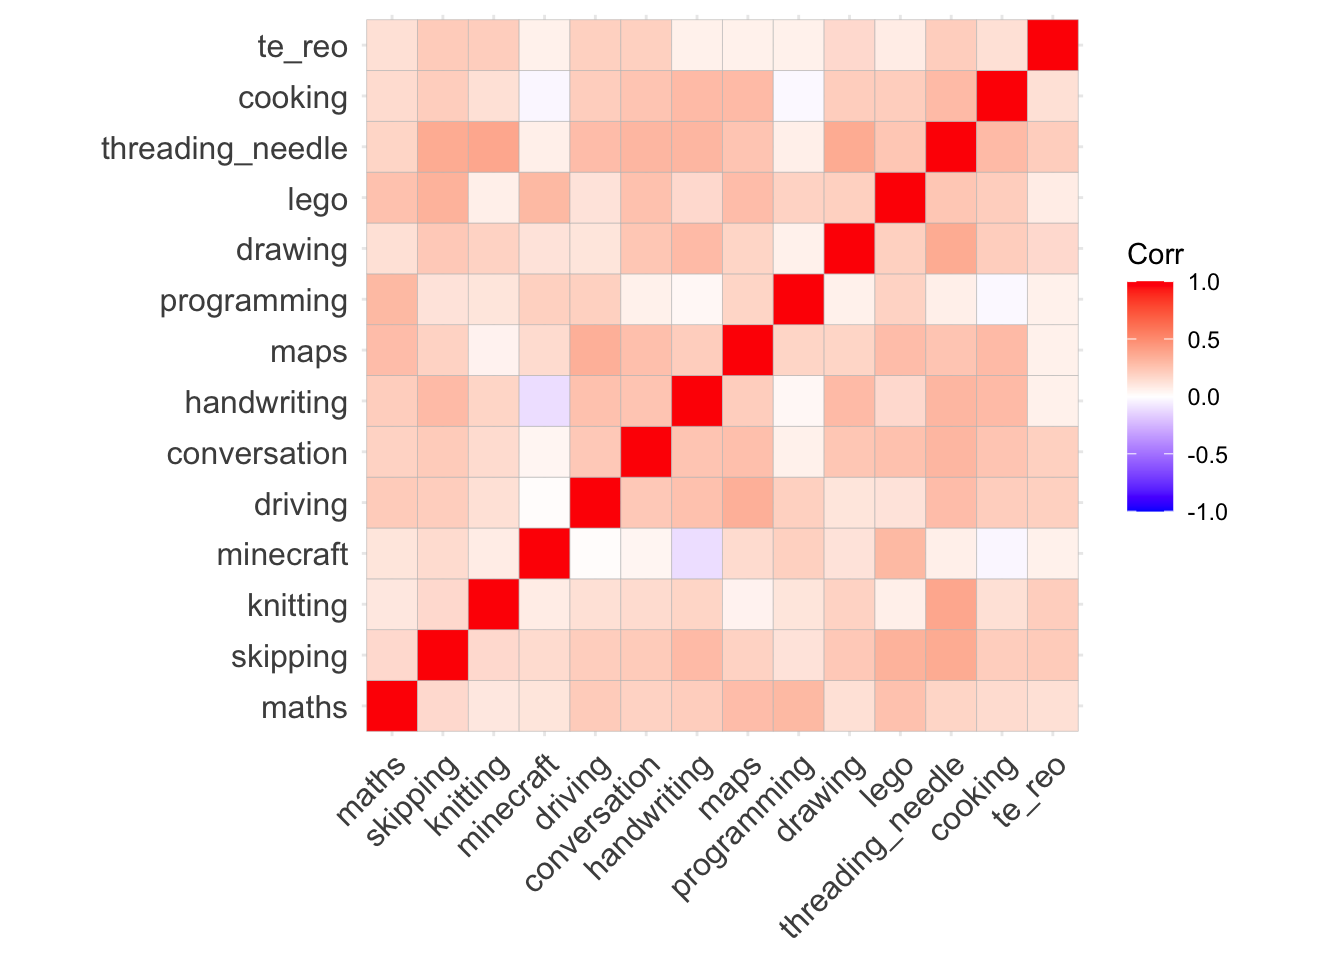 te_reo
cooking
threading_needle
lego
drawing
programming
maps
handwriting
conversation
driving
minecraft
knitting
skipping
maths
maths
skipping
knitting
minecraft
driving
conversation
handwriting
maps
programming
drawing
lego
threading_needle
cooking
te_reo
Corr
1.0
0.5
0.0
-0.5
-1.0